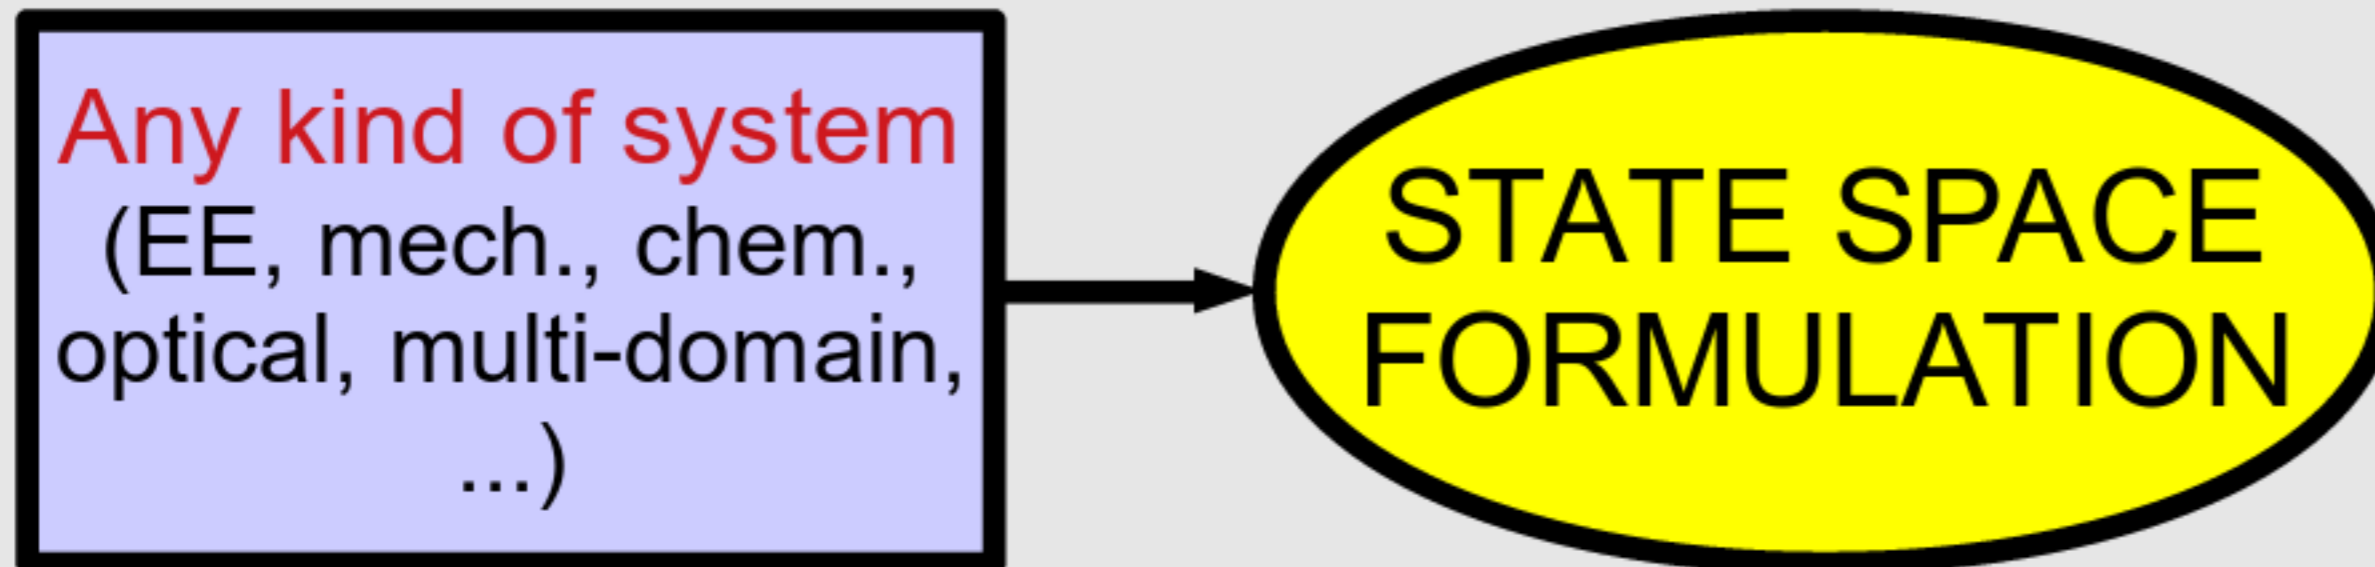 Any kind of system
(EE, mech., chem.,
optical, multi-domain,
...)
STATE SPACE
FORMULATION